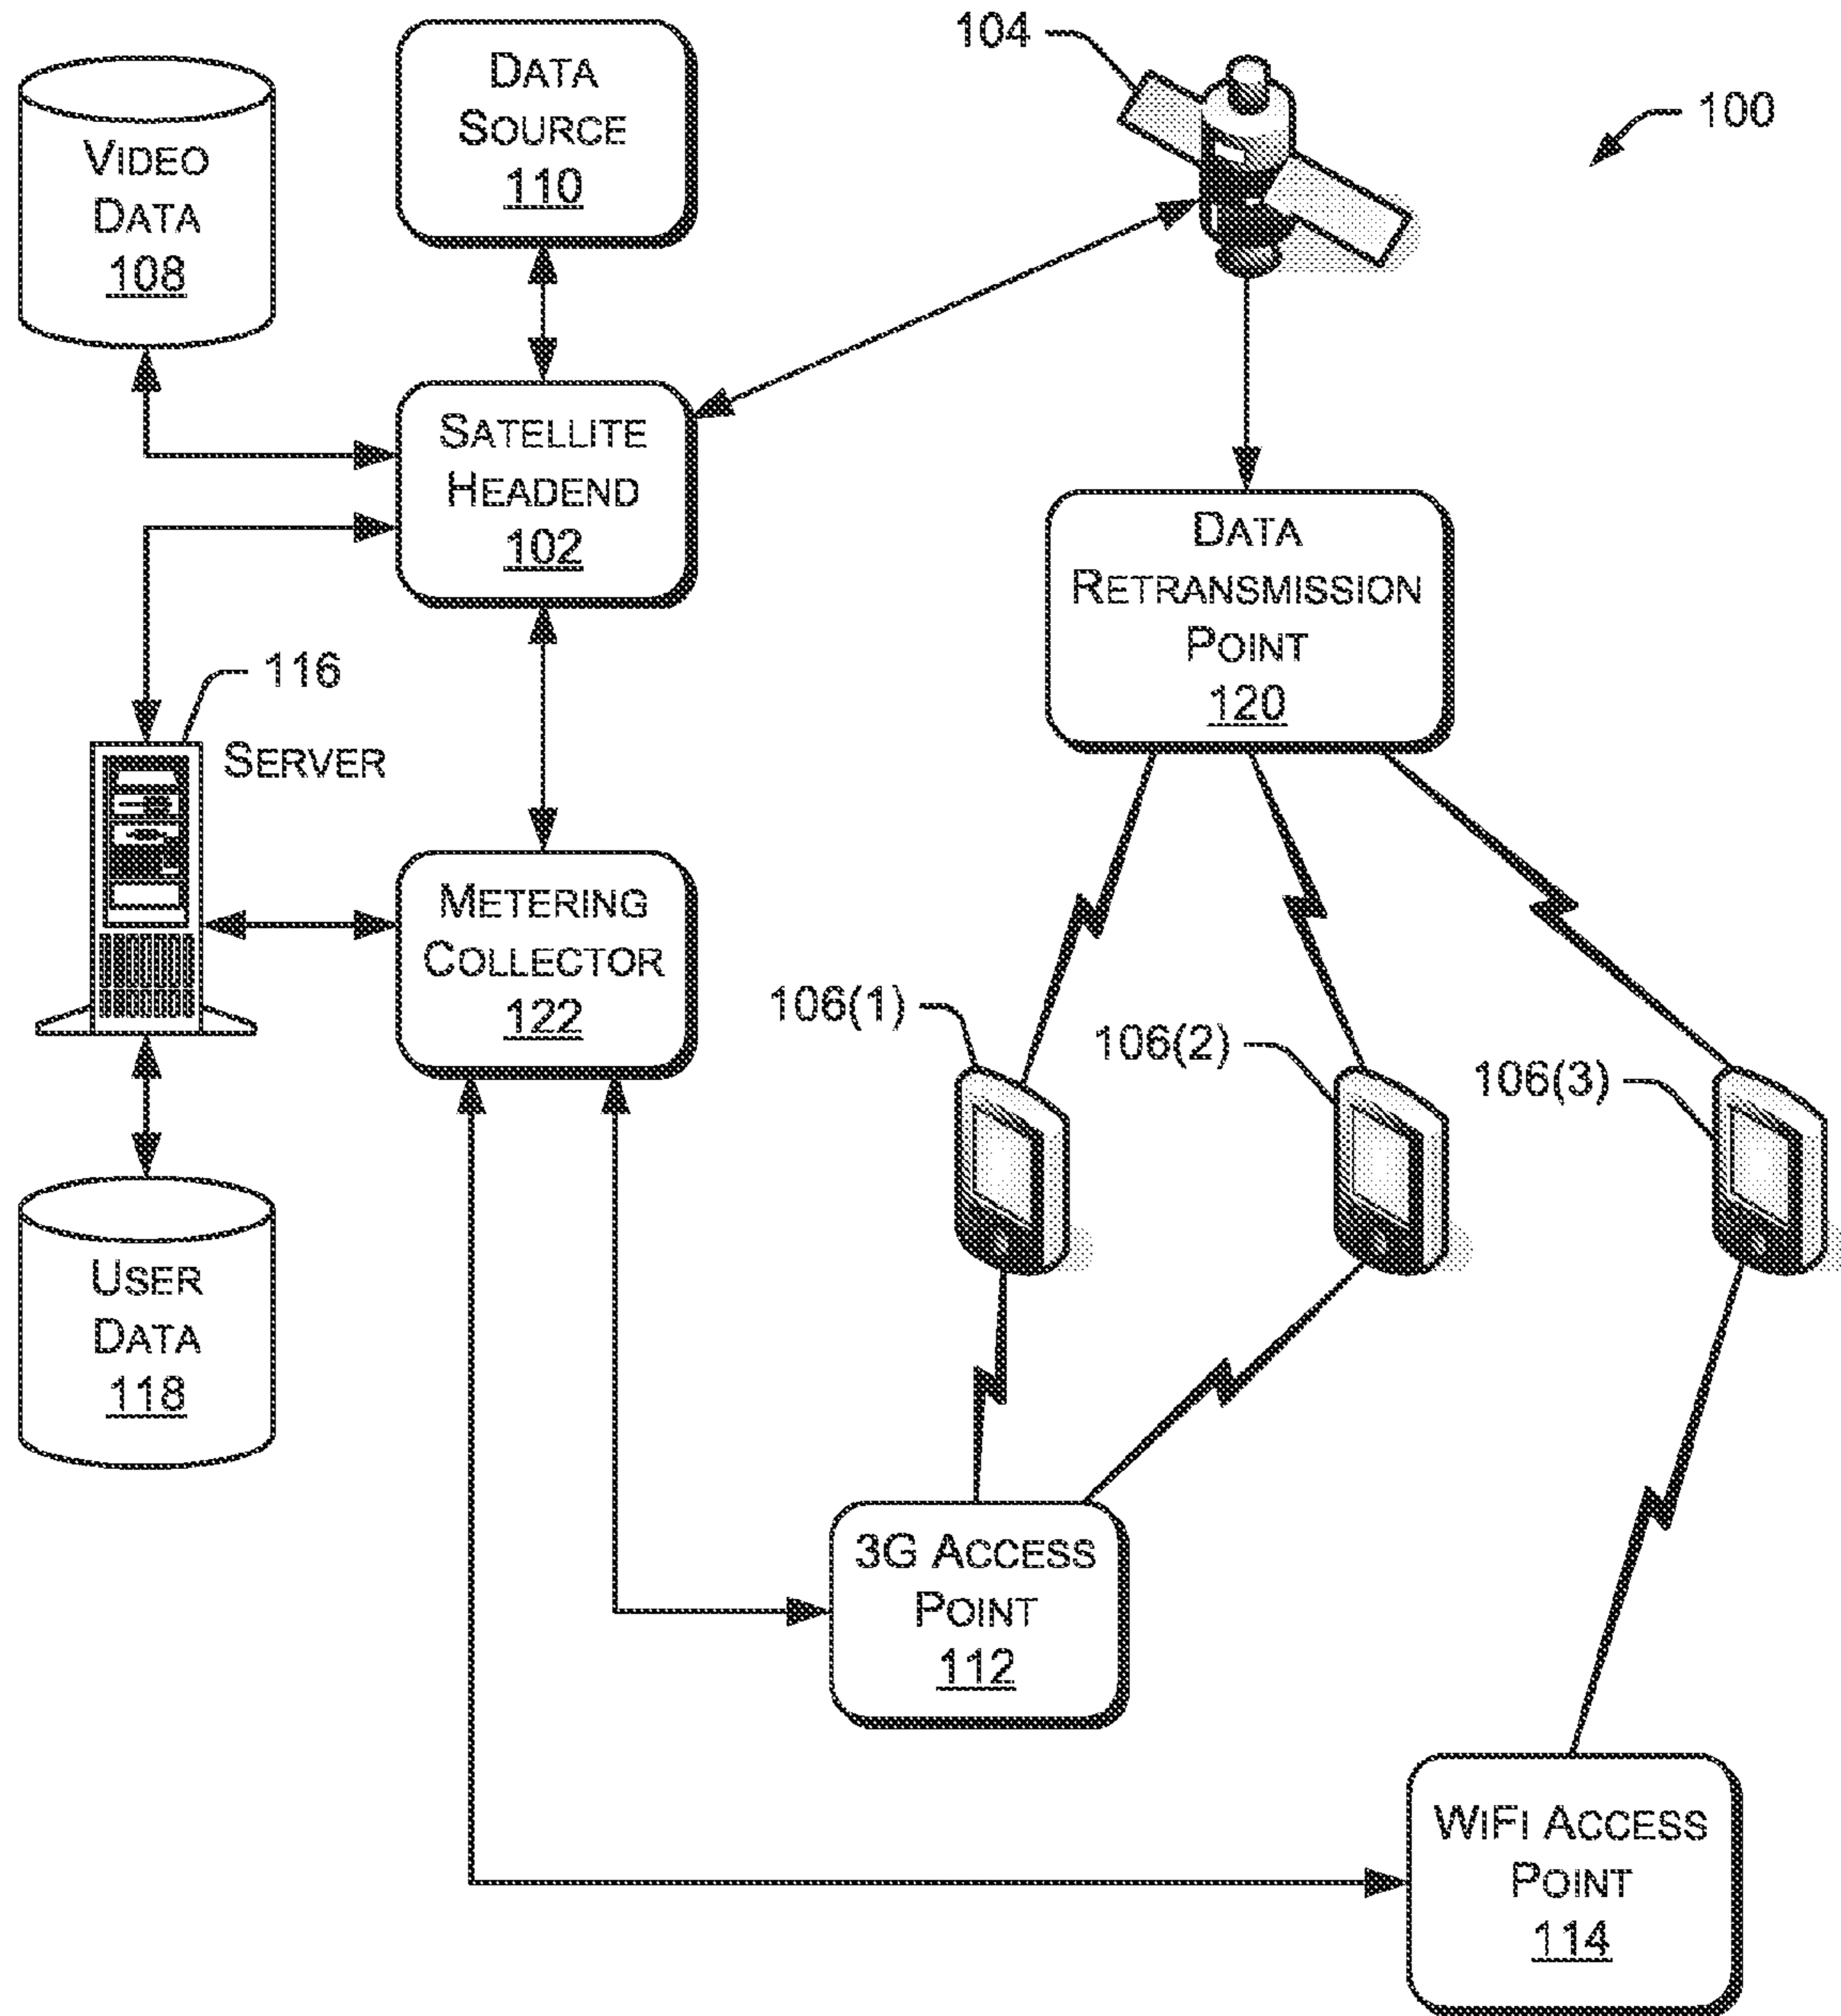 104
100
VIDEO
DATA
108
DATA
SOURCE
110
SATELLITE
HEADEND
102
DATA
RETRANSMISSION
POINT
120
116
SERVER
METERING
COLLECTOR
122
106(1)
106(2)
106(3)
USER
DATA
118
3G ACCESS
POINT
112
WIFI ACCESS
POINT
114